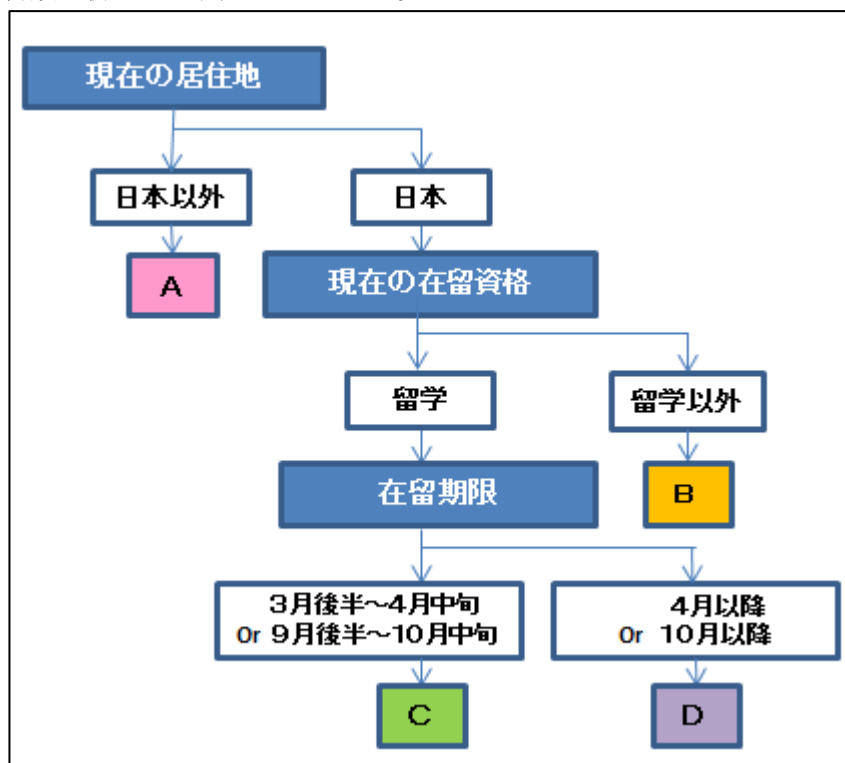 現在の居住地
日本以外
日本
A
現在の在留資格
留学
留学以外
在留期限
B
3月後半～4月中旬
Or 9月後半～10月中旬
4月以降
Or 10月以降
C
D